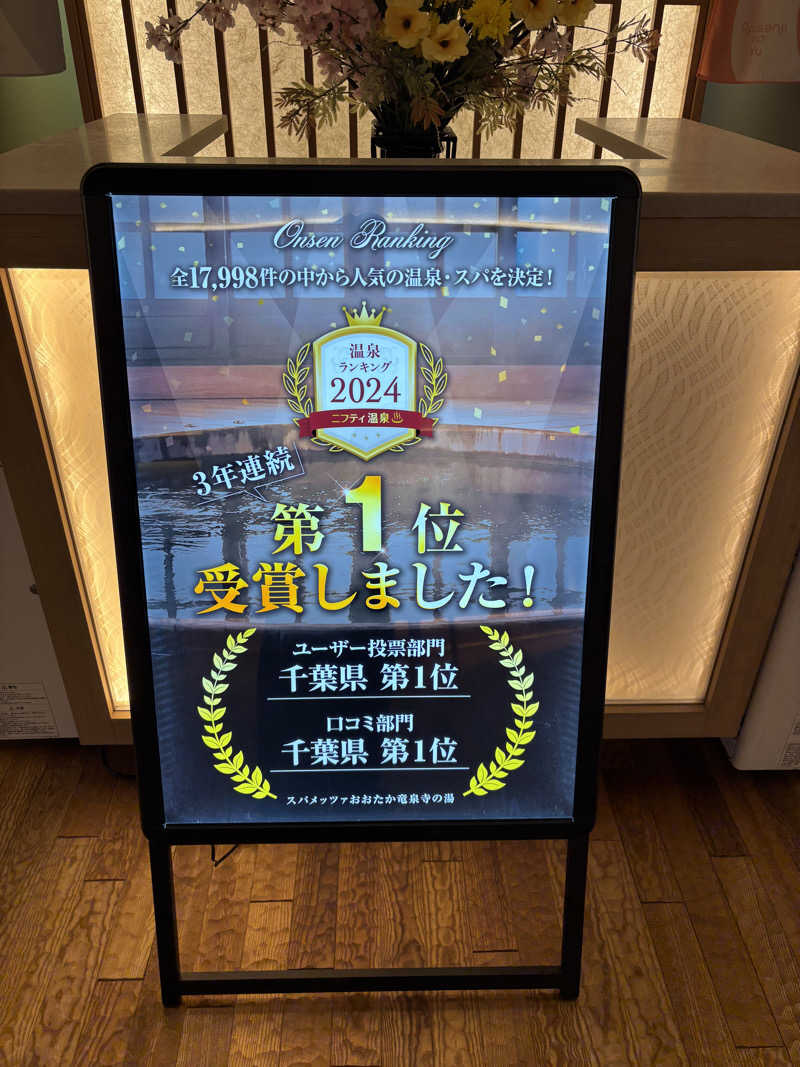 Onsen Ranking
全17,998件の中から人気の温泉・スパを決定！
温泉
ランキング
2024
ニフティ温泉
3年連続
第1位
受賞しました！
ユーザー投票部門
千葉県 第1位
口コミ部門
千葉県 第1位
スパメッツァおおたか竜泉寺の湯